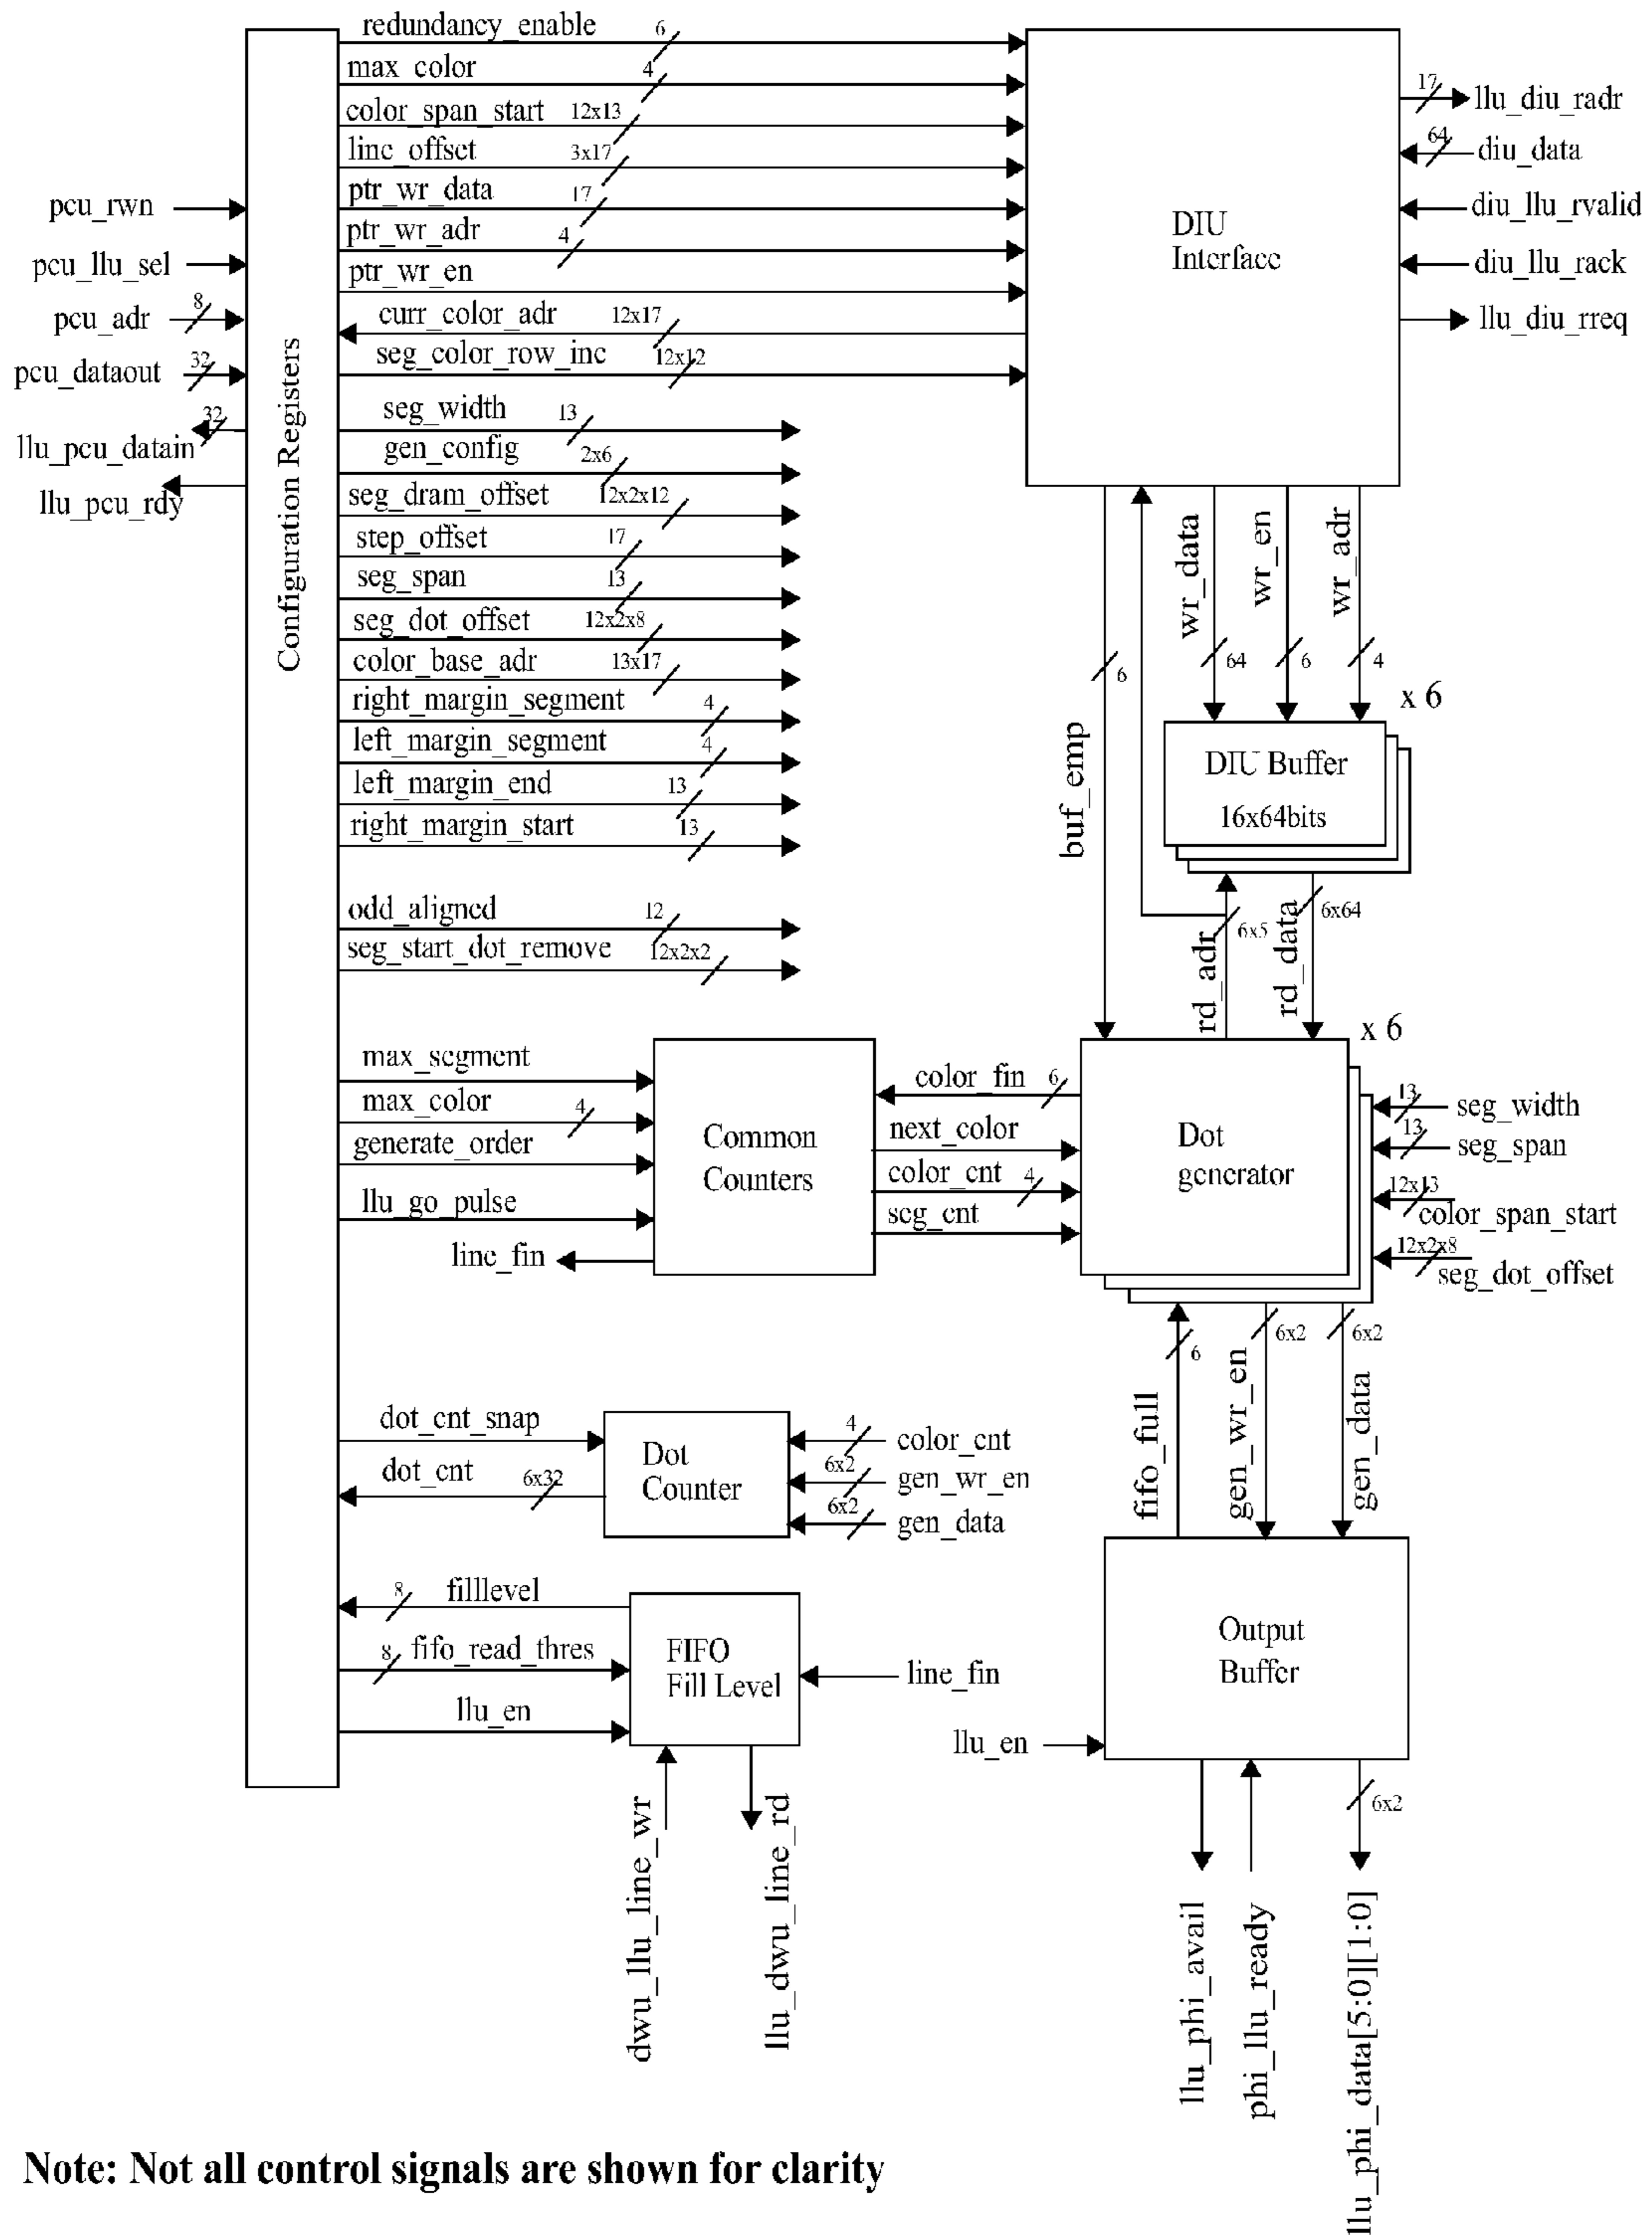 redundancy_enable 6
max_color 4
color_span_start 12x13
line_offset 3x17
ptr_wr_data 17
ptr_wr_adr 4
ptr_wr_en
curr_color_adr 12x17
seg_color_row_inc 12x12
seg_width 13
gen_config 2x6
seg_dram_offset 12x2x12
step_offset 17
seg_span 13
seg_dot_offset 12x2x8
color_base_adr 13x17
right_margin_segment 4
left_margin_segment 4
left_margin_end 13
right_margin_start 13
odd_aligned 12
seg_start_dot_remove 12x2x2
pcu_rwn
pcu_llu_sel
pcu_adr 8
pcu_dataout 32
llu_pcu_datain 32
llu_pcu_rdy
Configuration Registers
DIU
Interface
17 llu_diu_radr
64 diu_data
diu_llu_rvalid
diu_llu_rack
llu_diu_rreq
buf_emp 6
wr_data 64
wr_en 6
wr_adr 4
x 6
DIU Buffer
16x64bits
rd_adr 6x5
rd_data 6x64
x 6
max_segment
max_color 4
generate_order
llu_go_pulse
line_fin
Common
Counters
color_fin 6
next_color
color_cnt 4
seg_cnt
Dot
generator
13 seg_width
13 seg_span
12x13
color_span_start
12x2x8
seg_dot_offset
fifo_full 6
gen_wr_en 6x2
gen_data 6x2
dot_cnt_snap
dot_cnt 6x32
Dot
Counter
4 color_cnt
6x2 gen_wr_en
6x2 gen_data
8 filllevel
8 fifo_read_thres
llu_en
FIFO
Fill Level
line_fin
dwu_llu_line_wr
llu_dwu_line_rd
Output
Buffer
llu_en
6x2
llu_phi_avail
phi_llu_ready
llu_phi_data[5:0][1:0]
Note: Not all control signals are shown for clarity